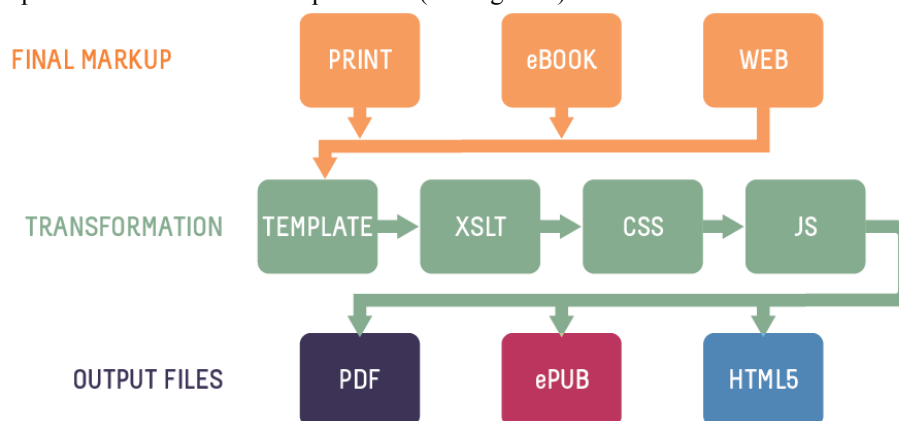 FINAL MARKUP PRINT eBOOK WEB
TRANSFORMATION TEMPLATE XSLT CSS JS
OUTPUT FILES PDF ePUB HTML5